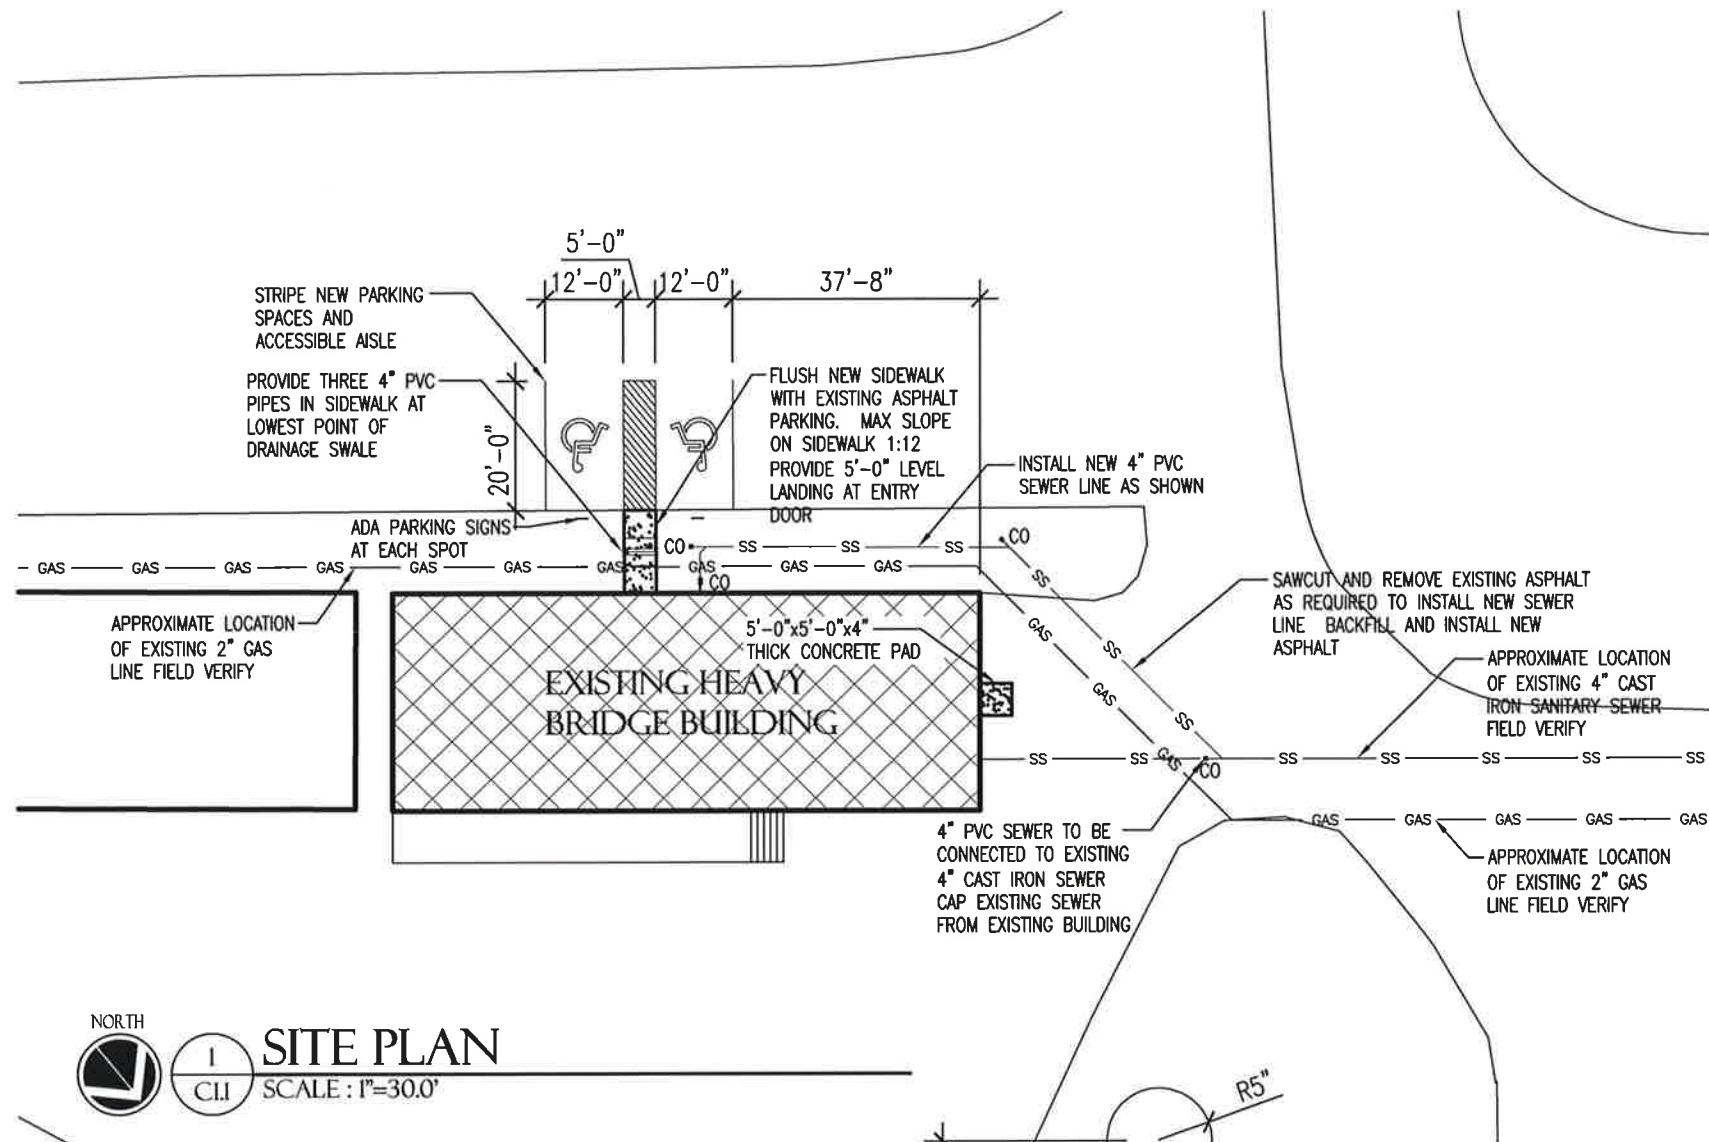 5'-0"
12'-0"
12'-0"
37'-8"
STRIPE NEW PARKING
SPACES AND
ACCESSIBLE AISLE
PROVIDE THREE 4" PVC
PIPES IN SIDEWALK AT
LOWEST POINT OF
DRAINAGE SWALE
20'-0"
FLUSH NEW SIDEWALK
WITH EXISTING ASPHALT
PARKING. MAX SLOPE
ON SIDEWALK 1:12
PROVIDE 5'-0" LEVEL
LANDING AT ENTRY
DOOR
INSTALL NEW 4" PVC
SEWER LINE AS SHOWN
ADA PARKING SIGNS
AT EACH SPOT
CO
SS
SS
SS
CO
GAS
GAS
GAS
GAS
GAS
GAS
GAS
GAS
GAS
GAS
CO
SS
SS
SS
GAS
GAS
GAS
SAWCUT AND REMOVE EXISTING ASPHALT
AS REQUIRED TO INSTALL NEW SEWER
LINE BACKFILL AND INSTALL NEW
ASPHALT
APPROXIMATE LOCATION
OF EXISTING 2" GAS
LINE FIELD VERIFY
5'-0"x5'-0"x4"
THICK CONCRETE PAD
EXISTING HEAVY
BRIDGE BUILDING
APPROXIMATE LOCATION
OF EXISTING 4" CAST
IRON SANITARY SEWER
FIELD VERIFY
SS
SS
CO
SS
SS
SS
SS
SS
GAS
GAS
GAS
GAS
GAS
4" PVC SEWER TO BE
CONNECTED TO EXISTING
4" CAST IRON SEWER
CAP EXISTING SEWER
FROM EXISTING BUILDING
APPROXIMATE LOCATION
OF EXISTING 2" GAS
LINE FIELD VERIFY
NORTH
1
C1.1
SITE PLAN
SCALE : 1"=30.0'
R5"